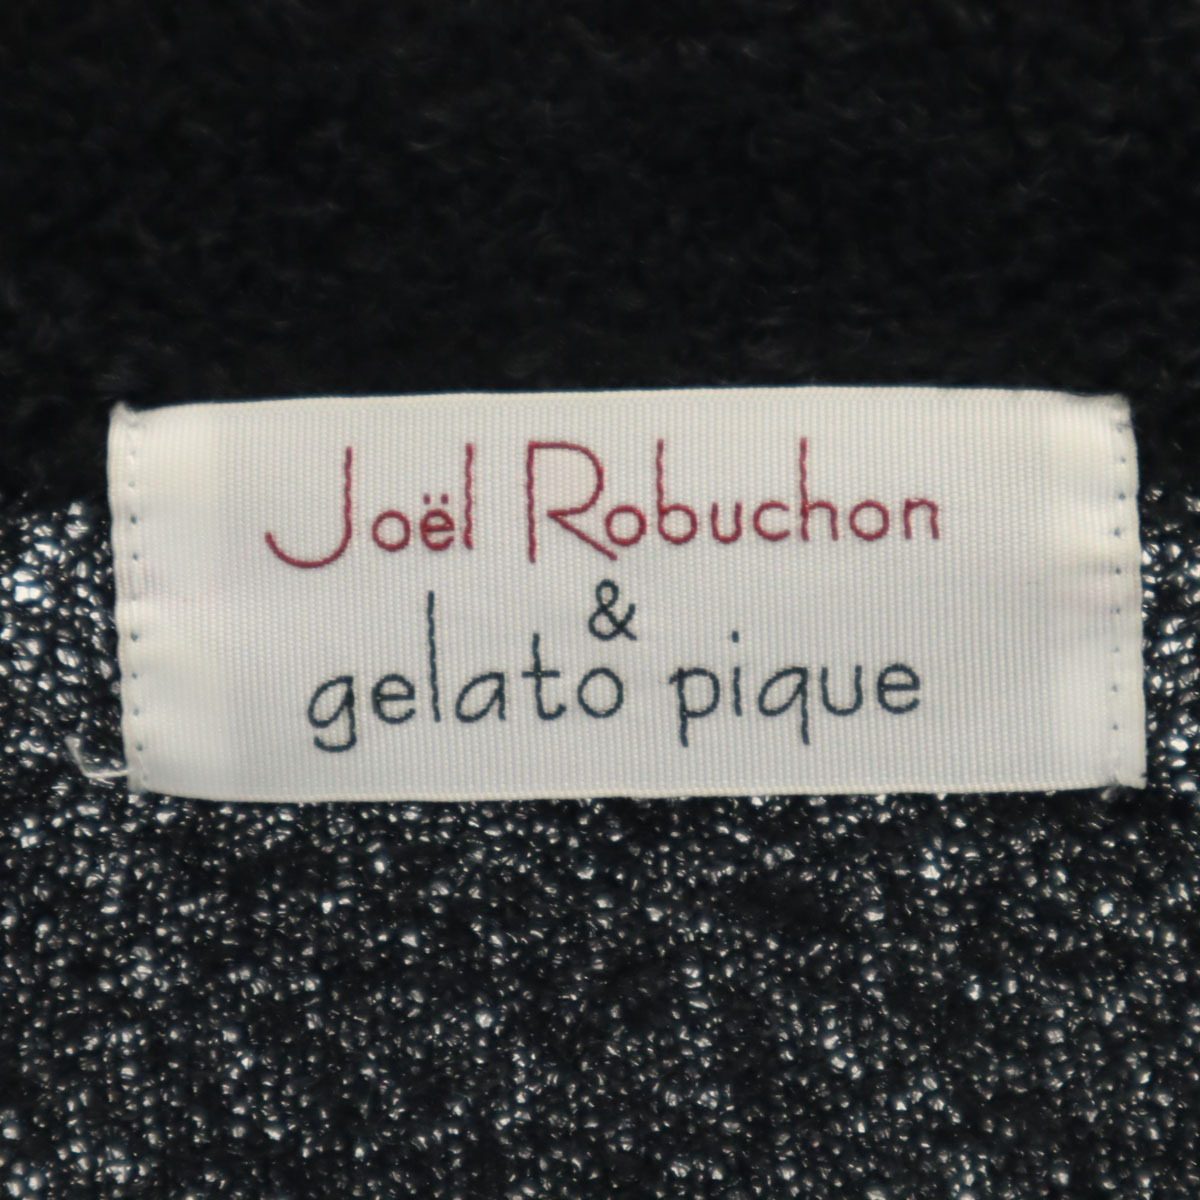 Joël Robuchon
&
gelato pique